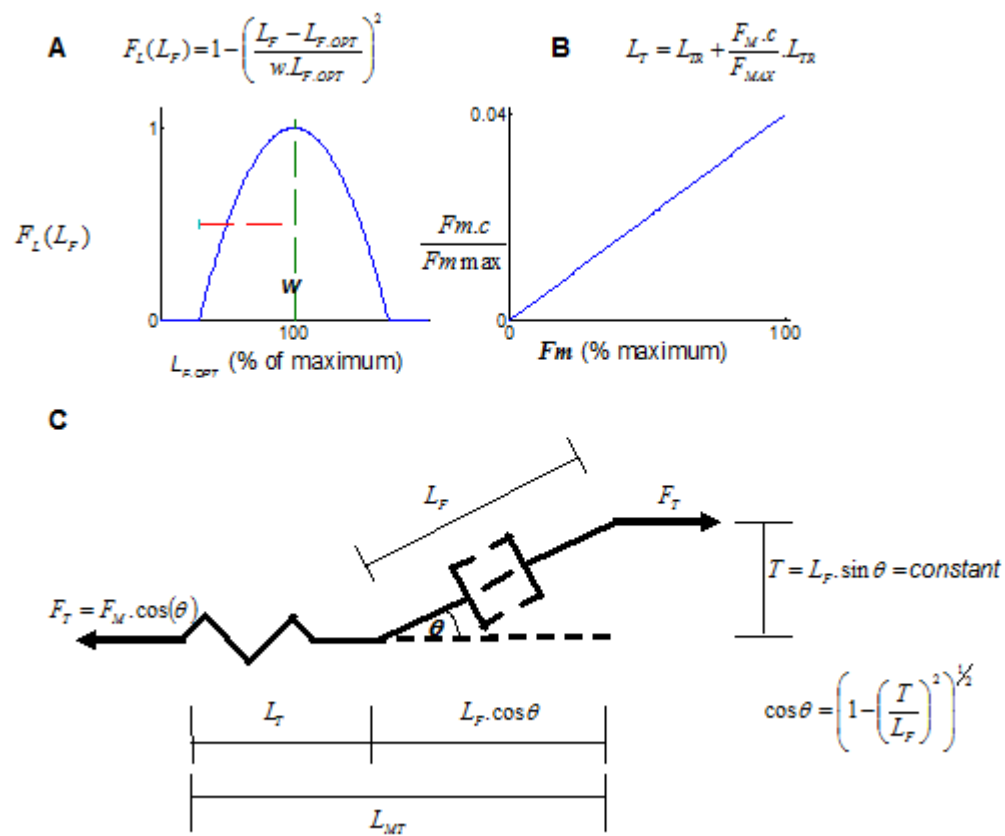 A
F_L(L_F) = 1 − ((L_F − L_F.OPT) / (w.L_F.OPT))^2
B
L_T = L_TR + (F_M.c / F_MAX).L_TR
1
F_L(L_F)
w
0
100
L_F.OPT (% of maximum)
0.04
Fm.c / Fm max
0
0
100
Fm (% maximum)
C
L_F
F_T
T = L_F.sin θ = constant
F_T = F_M.cos(θ)
θ
cos θ = (1 − (T / L_F)^2)^1/2
L_T
L_F.cos θ
L_MT